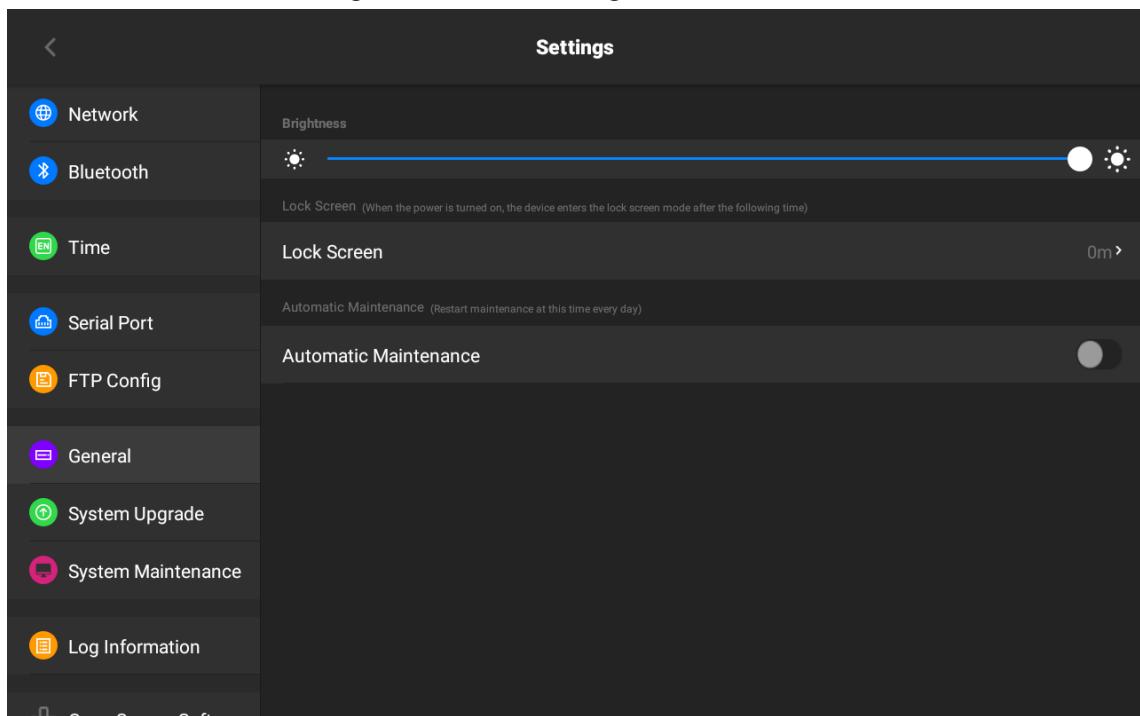 Settings
Network
Bluetooth
Time
Serial Port
FTP Config
General
System Upgrade
System Maintenance
Log Information
Brightness
Lock Screen (When the power is turned on, the device enters the lock screen mode after the following time)
Lock Screen 0m
Automatic Maintenance (Restart maintenance at this time every day)
Automatic Maintenance
EN